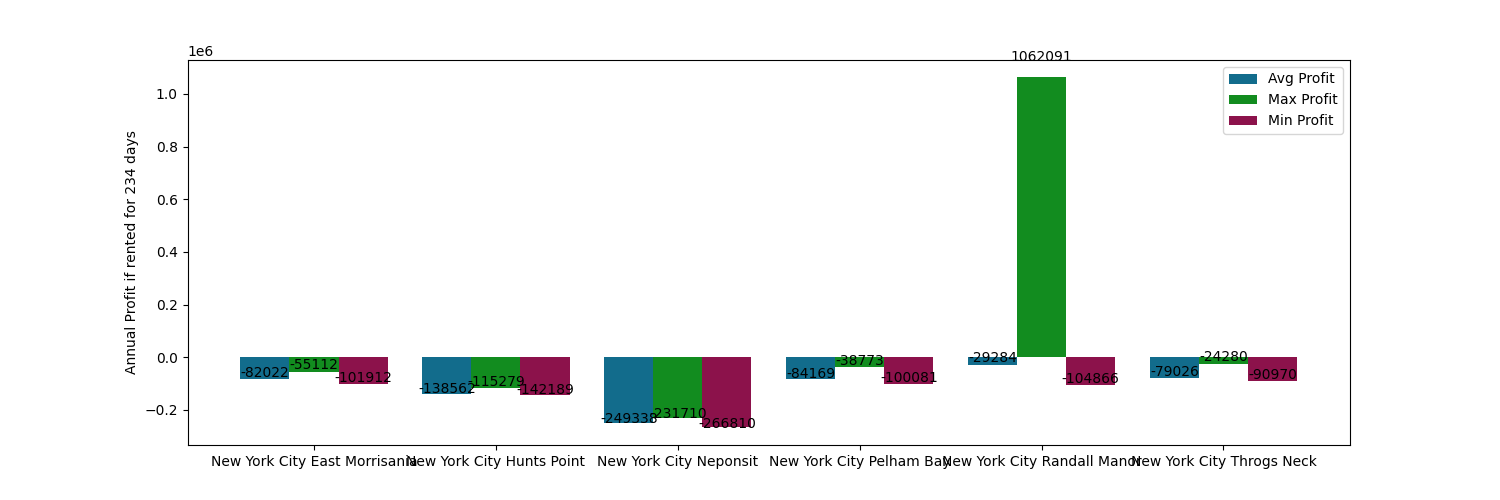 1e6
1062091
Avg Profit
Max Profit
Min Profit
Annual Profit if rented for 234 days
1.0
0.8
0.6
0.4
0.2
0.0
−0.2
-82022
-55112
-101912
-138562
-115279
-142189
-249338
-231710
-266810
-84169
-38773
-100081
-29284
-104866
-79026
-24280
-90970
New York City East Morrisania
New York City Hunts Point
New York City Neponsit
New York City Pelham Bay
New York City Randall Manor
New York City Throgs Neck